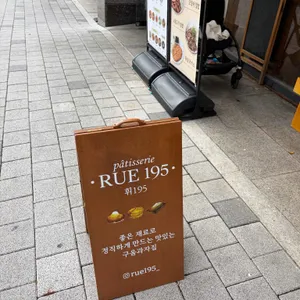 pâtisserie
· RUE 195 ·
뤼195
좋은 재료로
정직하게 만드는 맛있는
구움과자집
@rue195_